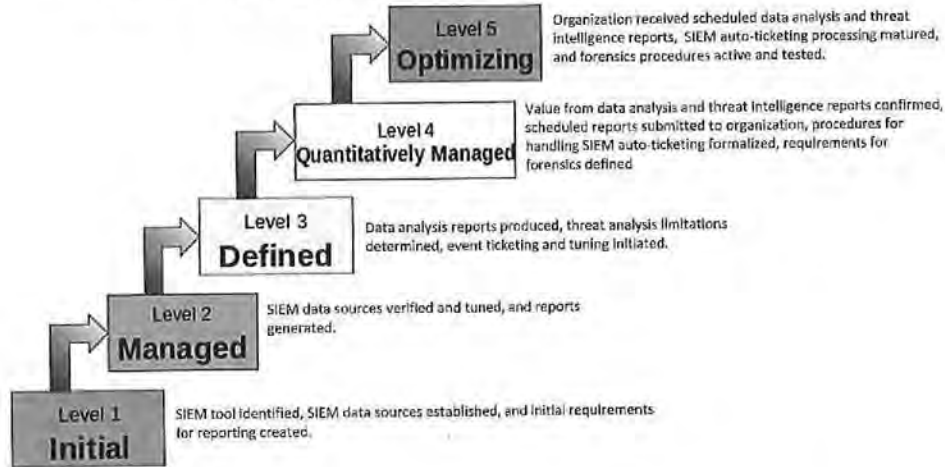 Level 5
Optimizing
Organization received scheduled data analysis and threat
intelligence reports, SIEM auto-ticketing processing matured,
and forensics procedures active and tested.
Level 4
Quantitatively Managed
Value from data analysis and threat intelligence reports confirmed,
scheduled reports submitted to organization, procedures for
handling SIEM auto-ticketing formalized, requirements for
forensics defined
Level 3
Defined
Data analysis reports produced, threat analysis limitations
determined, event ticketing and tuning initiated.
Level 2
Managed
SIEM data sources verified and tuned, and reports
generated.
Level 1
Initial
SIEM tool identified, SIEM data sources established, and initial requirements
for reporting created.